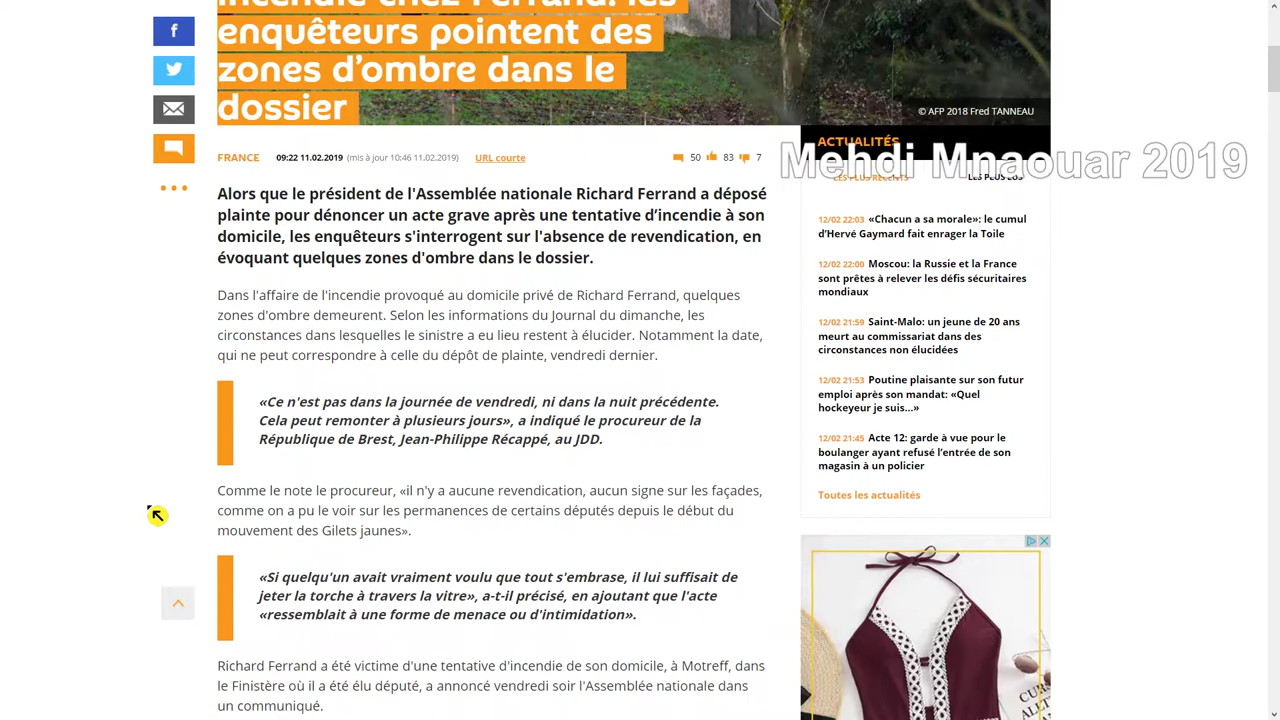 incendie chez Ferrand: les
enquêteurs pointent des
zones d'ombre dans le
dossier
© AFP 2018 Fred TANNEAU
FRANCE 09:22 11.02.2019 (mis à jour 10:46 11.02.2019) URL courte 50 83 7
Alors que le président de l'Assemblée nationale Richard Ferrand a déposé
plainte pour dénoncer un acte grave après une tentative d'incendie à son
domicile, les enquêteurs s'interrogent sur l'absence de revendication, en
évoquant quelques zones d'ombre dans le dossier.
Dans l'affaire de l'incendie provoqué au domicile privé de Richard Ferrand, quelques
zones d'ombre demeurent. Selon les informations du Journal du dimanche, les
circonstances dans lesquelles le sinistre a eu lieu restent à élucider. Notamment la date,
qui ne peut correspondre à celle du dépôt de plainte, vendredi dernier.
«Ce n'est pas dans la journée de vendredi, ni dans la nuit précédente.
Cela peut remonter à plusieurs jours», a indiqué le procureur de la
République de Brest, Jean-Philippe Récappé, au JDD.
Comme le note le procureur, «il n'y a aucune revendication, aucun signe sur les façades,
comme on a pu le voir sur les permanences de certains députés depuis le début du
mouvement des Gilets jaunes».
«Si quelqu'un avait vraiment voulu que tout s'embrase, il lui suffisait de
jeter la torche à travers la vitre», a-t-il précisé, en ajoutant que l'acte
«ressemblait à une forme de menace ou d'intimidation».
Richard Ferrand a été victime d'une tentative d'incendie de son domicile, à Motreff, dans
le Finistère où il a été élu député, a annoncé vendredi soir l'Assemblée nationale dans
un communiqué.
ACTUALITÉS
Mehdi Mnaouar 2019
LES PLUS RÉCENTS LES PLUS LUS
12/02 22:03 «Chacun a sa morale»: le cumul
d'Hervé Gaymard fait enrager la Toile
12/02 22:00 Moscou: la Russie et la France
sont prêtes à relever les défis sécuritaires
mondiaux
12/02 21:59 Saint-Malo: un jeune de 20 ans
meurt au commissariat dans des
circonstances non élucidées
12/02 21:53 Poutine plaisante sur son futur
emploi après son mandat: «Quel
hockeyeur je suis...»
12/02 21:45 Acte 12: garde à vue pour le
boulanger ayant refusé l'entrée de son
magasin à un policier
Toutes les actualités